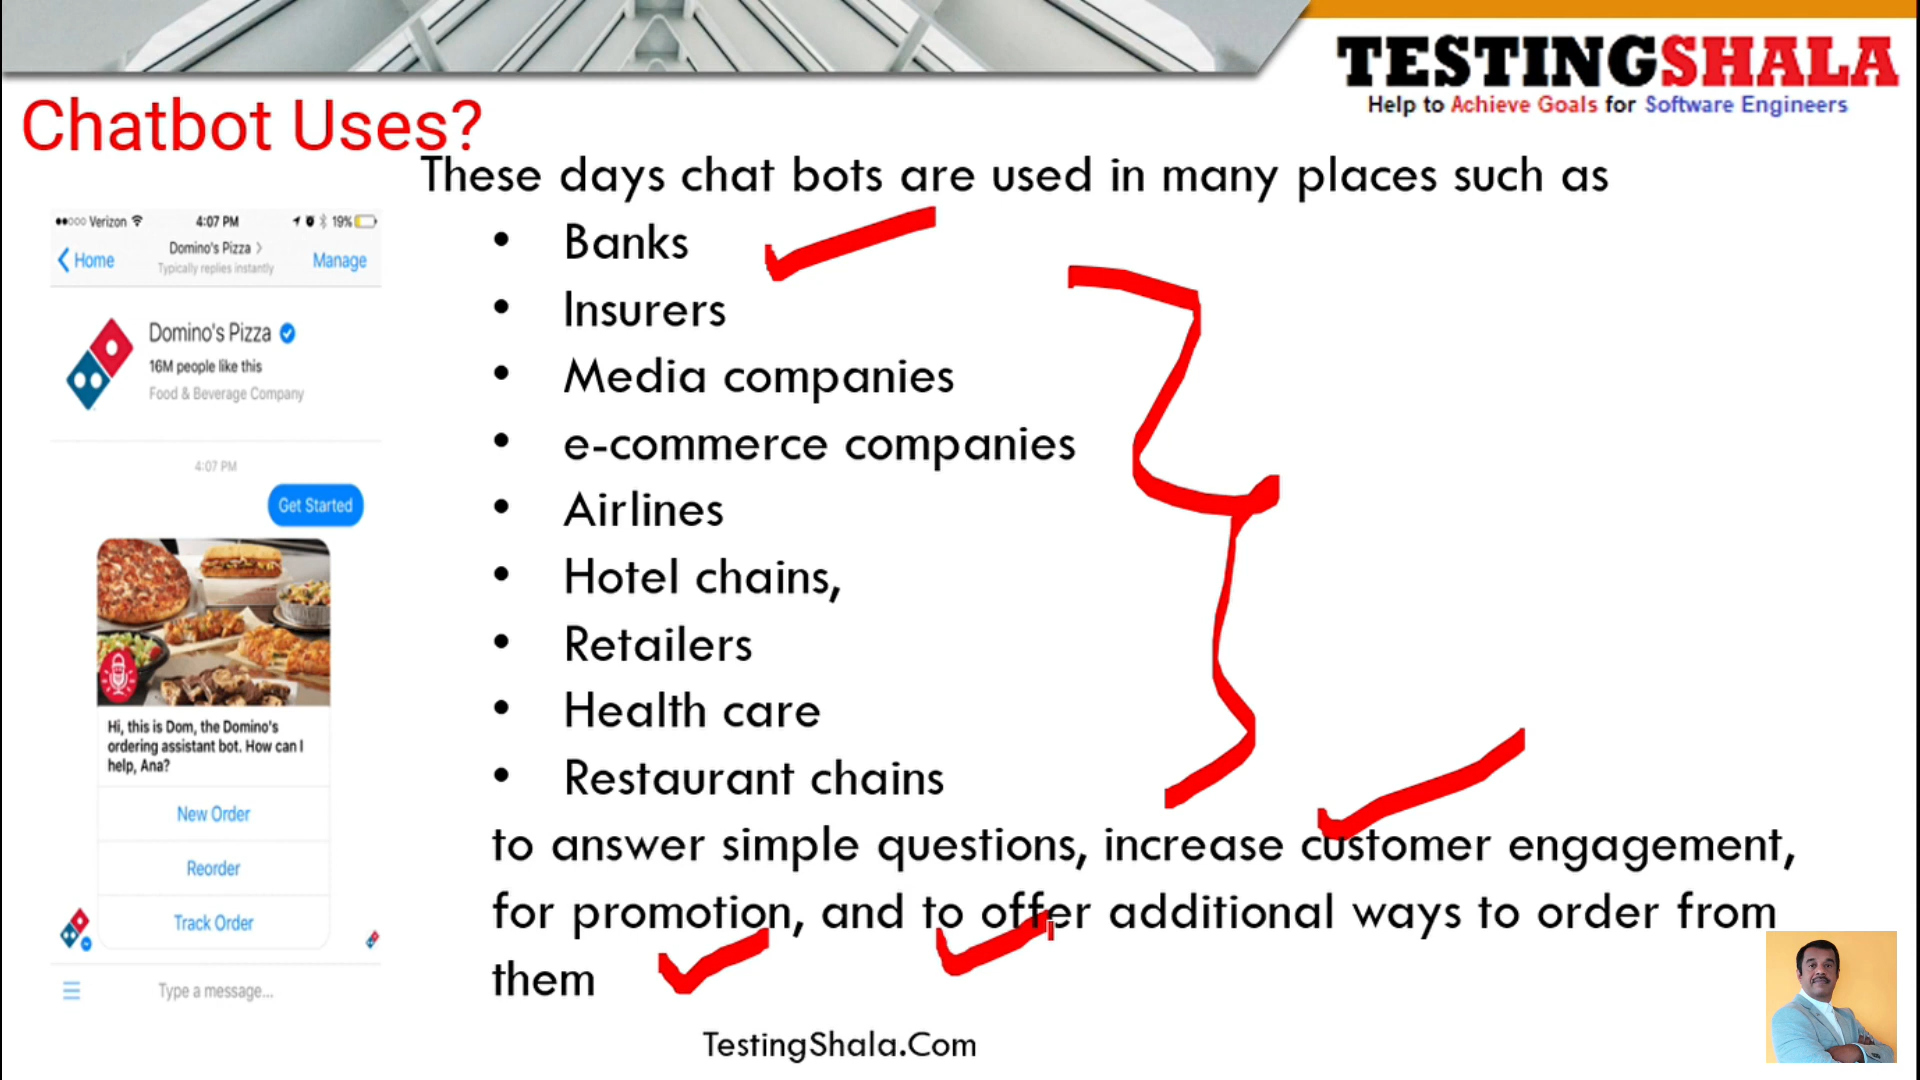 TESTINGSHALA
Help to Achieve Goals for Software Engineers
Chatbot Uses?
These days chat bots are used in many places such as
• Banks
• Insurers
• Media companies
• e-commerce companies
• Airlines
• Hotel chains,
• Retailers
• Health care
• Restaurant chains
to answer simple questions, increase customer engagement,
for promotion, and to offer additional ways to order from
them
Verizon 4:07 PM 19%
Home Domino's Pizza > Manage
Typically replies instantly
Domino's Pizza
16M people like this
Food & Beverage Company
4:07 PM
Get Started
Hi, this is Dom, the Domino's
ordering assistant bot. How can I
help, Ana?
New Order
Reorder
Track Order
Type a message...
TestingShala.Com